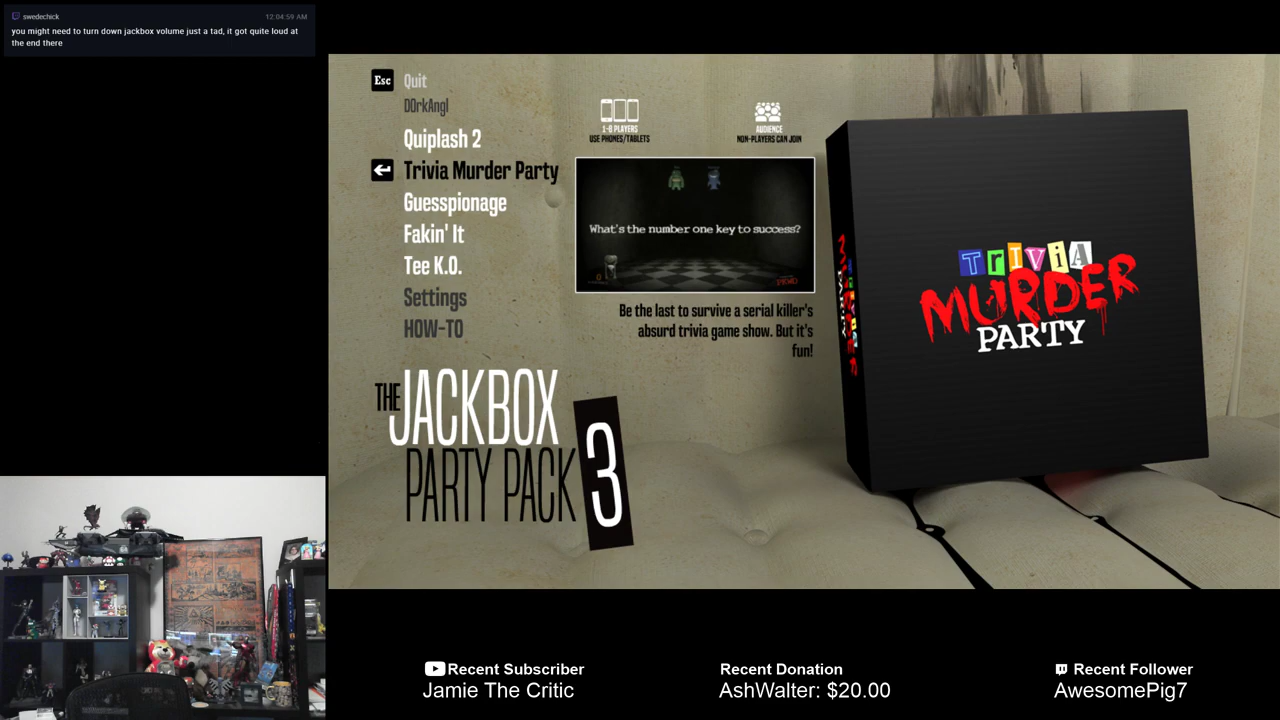 swedechick
12:04:59 AM
you might need to turn down jackbox volume just a tad, it got quite loud at
the end there
Esc Quit
D0rkAngl
Quiplash 2
Trivia Murder Party
Guesspionage
Fakin' It
Tee K.O.
Settings
HOW-TO
1-8 PLAYERS
USE PHONES/TABLETS
AUDIENCE
NON-PLAYERS CAN JOIN
What's the number one key to success?
Be the last to survive a serial killer's
absurd trivia game show. But it's
fun!
THE JACKBOX
PARTY PACK 3
TRiViA
MURDER
PARTY
TRiViA
MURDER
PARTY
Recent Subscriber
Jamie The Critic
Recent Donation
AshWalter: $20.00
Recent Follower
AwesomePig7